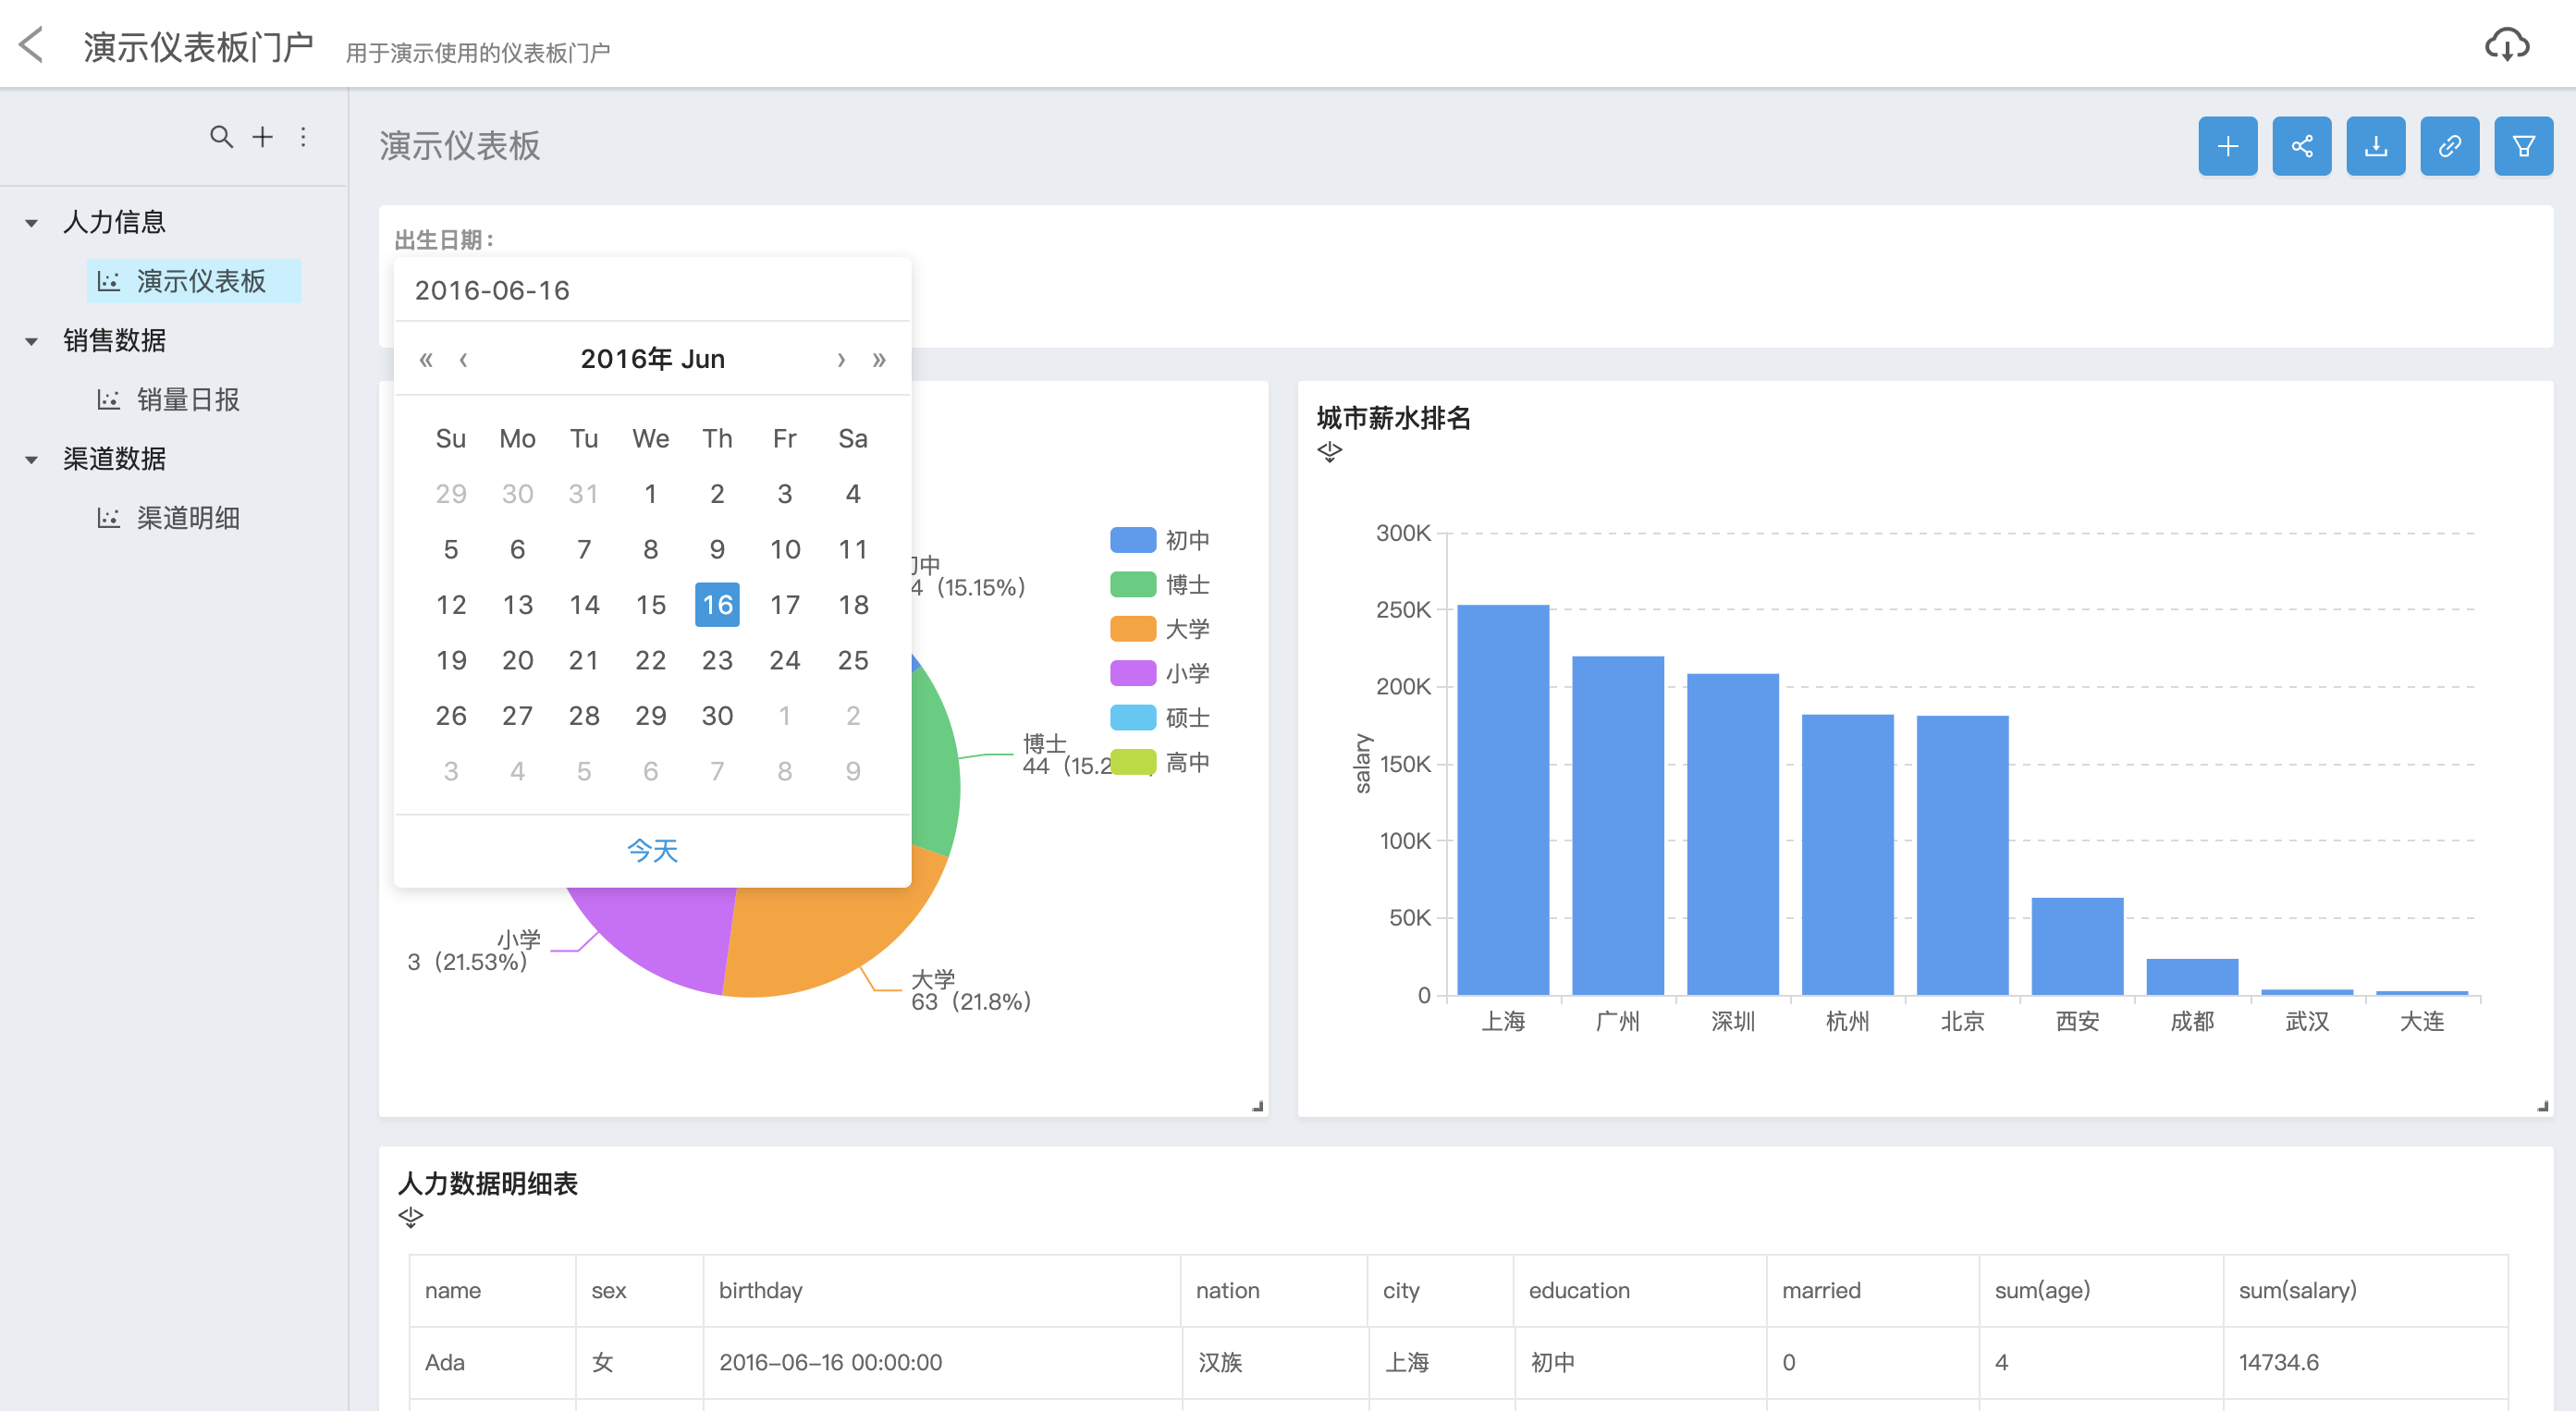 演示仪表板门户 用于演示使用的仪表板门户
演示仪表板
人力信息
演示仪表板
销售数据
销量日报
渠道数据
渠道明细
出生日期：
2016-06-16
« ‹ 2016年 Jun › »
Su Mo Tu We Th Fr Sa
29 30 31 1 2 3 4
5 6 7 8 9 10 11
12 13 14 15 16 17 18
19 20 21 22 23 24 25
26 27 28 29 30 1 2
3 4 5 6 7 8 9
今天
初中
4 (15.15%)
博士
44 (15.2
大学
63 (21.8%)
小学
3 (21.53%)
初中
博士
大学
小学
硕士
高中
城市薪水排名
salary
300K
250K
200K
150K
100K
50K
0
上海 广州 深圳 杭州 北京 西安 成都 武汉 大连
人力数据明细表
name sex birthday nation city education married sum(age) sum(salary)
Ada 女 2016-06-16 00:00:00 汉族 上海 初中 0 4 14734.6